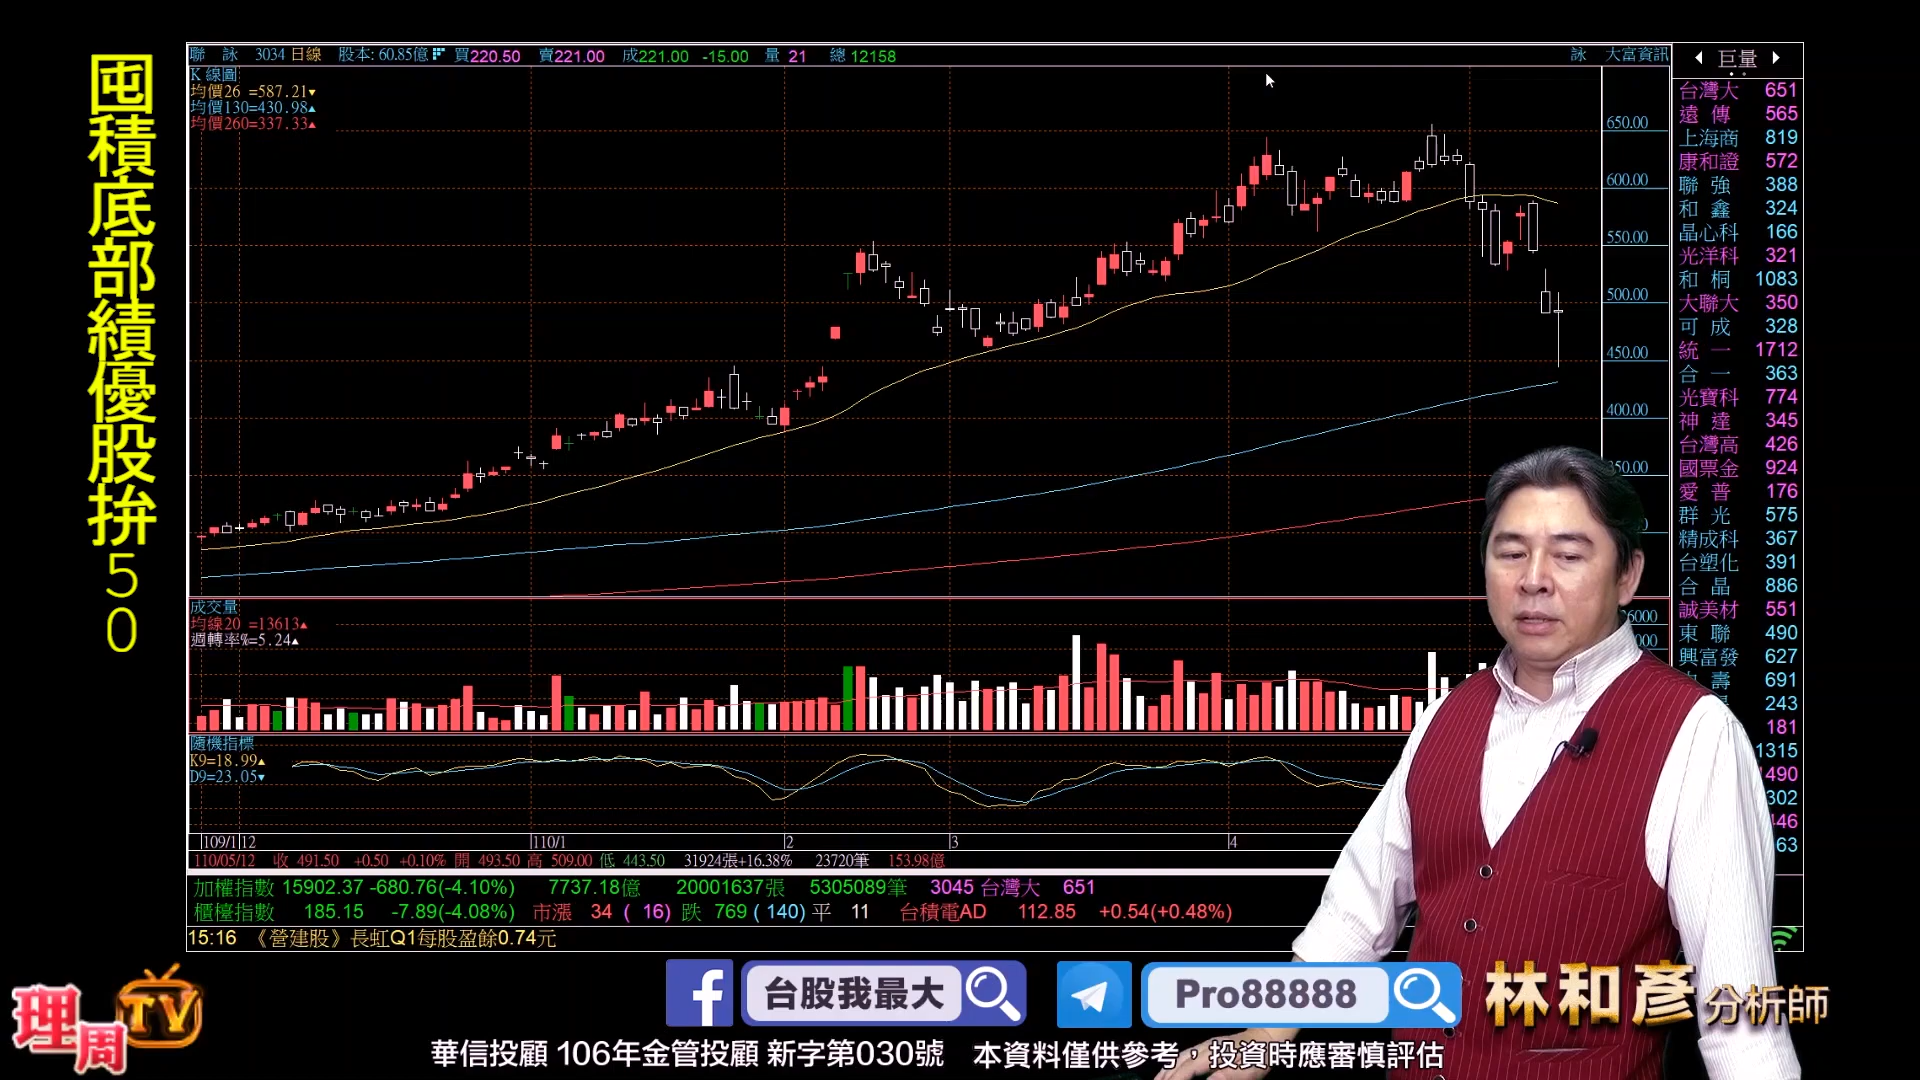 囤積底部績優股拚50
聯 詠 3034 日線 股本: 60.85億 買220.50 賣221.00 成221.00 -15.00 量 21 總 12158 詠 大富資訊
K 線圖
均價26 =587.21▾
均價130=430.98▴
均價260=337.33▴
650.00
600.00
550.00
500.00
450.00
400.00
350.00
成交量
均線20 =13613▴
週轉率%=5.24▴
隨機指標
K9=18.99▴
D9=23.05▾
109/1 12 110/1 2 3 4
110/05/12 收 491.50 +0.50 +0.10% 開 493.50 高 509.00 低 443.50 31924張+16.38% 23720筆 153.98億
加權指數 15902.37 -680.76(-4.10%) 7737.18億 20001637張 5305089筆 3045 台灣大 651
櫃檯指數 185.15 -7.89(-4.08%) 市漲 34 ( 16) 跌 769 (140) 平 11 台積電AD 112.85 +0.54(+0.48%)
15:16 《營建股》長虹Q1每股盈餘0.74元
巨量
台灣大 651
遠 傳 565
上海商 819
康和證 572
聯 強 388
和 鑫 324
晶心科 166
光洋科 321
和 桐 1083
大聯大 350
可 成 328
統 一 1712
合 一 363
光寶科 774
神 達 345
台灣高 426
國票金 924
愛 普 176
群 光 575
精成科 367
台塑化 391
合 晶 886
誠美材 551
東 聯 490
興富發 627
壽 691
243
181
1315
490
302
446
63
理周TV
台股我最大
Pro88888
林和彥 分析師
華信投顧 106年金管投顧 新字第030號 本資料僅供參考，投資時應審慎評估